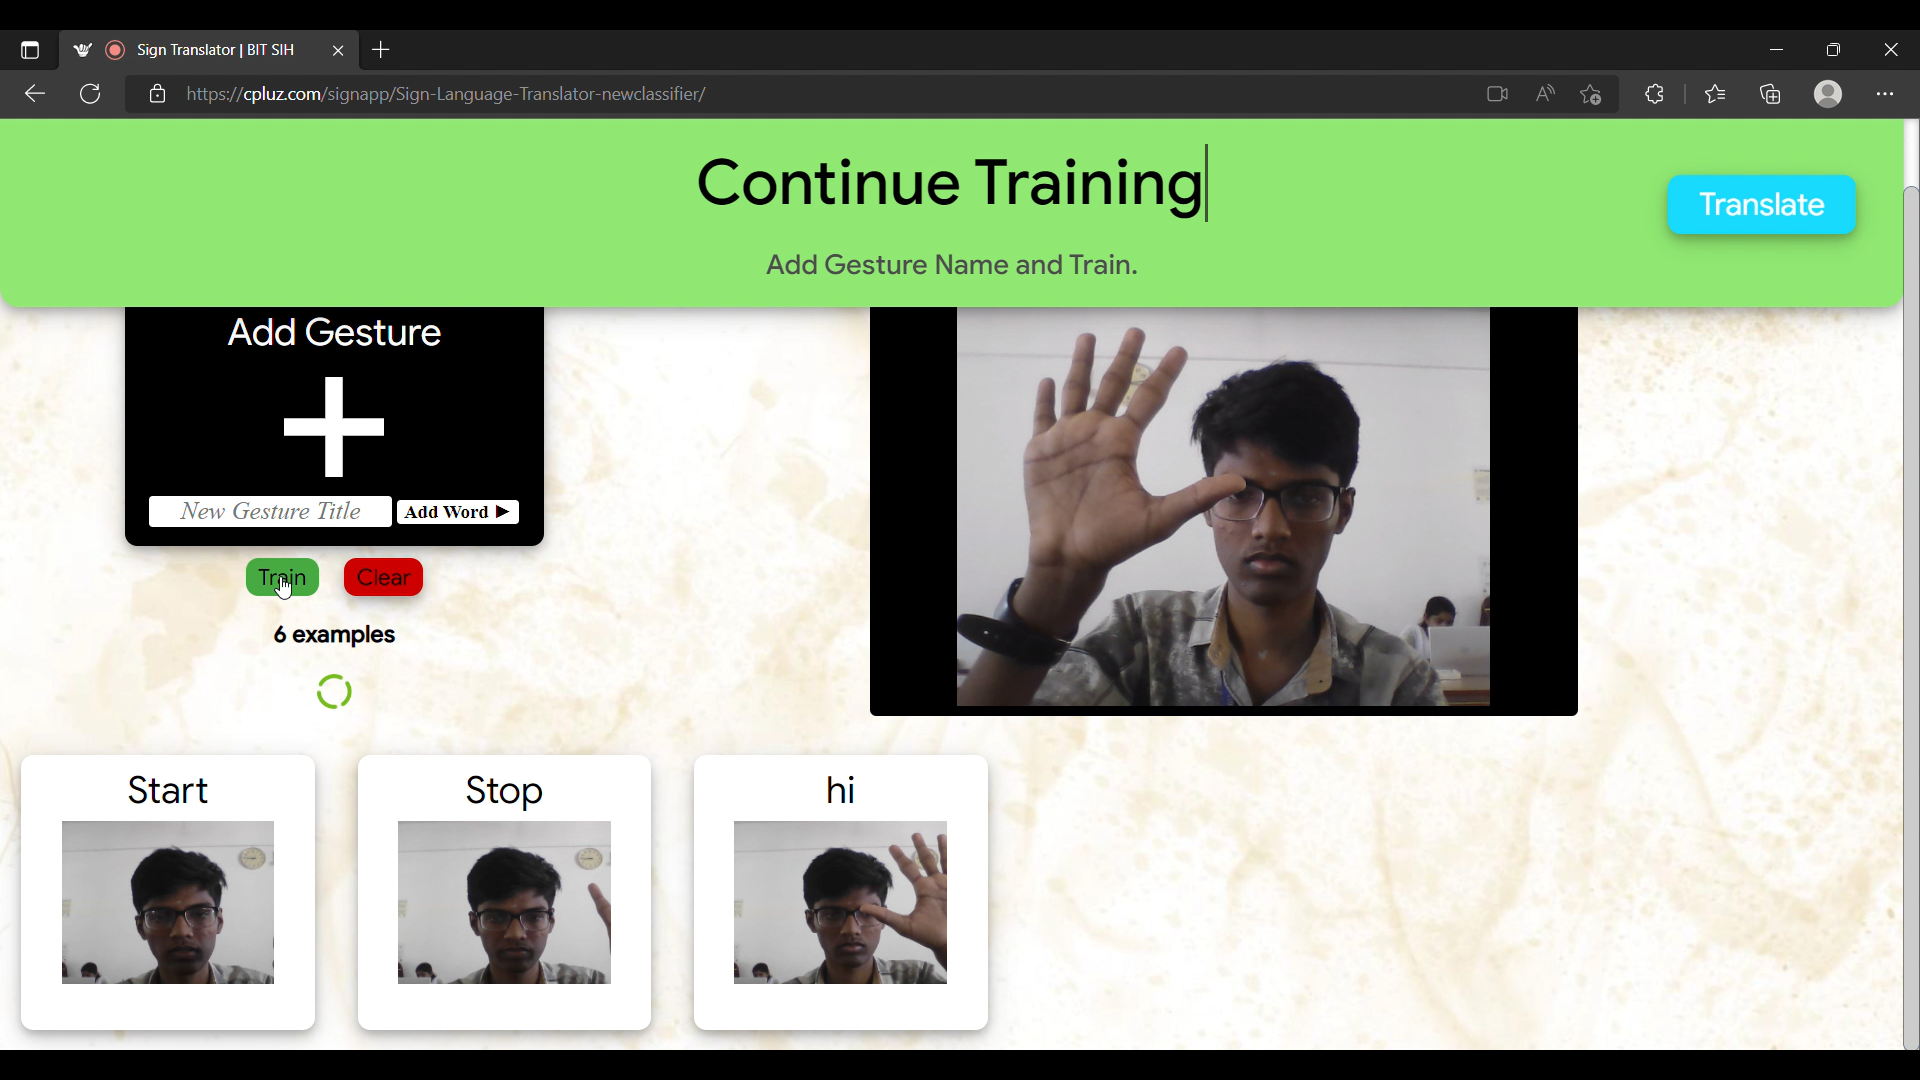 Sign Translator | BIT SIH
https://cpluz.com/signapp/Sign-Language-Translator-newclassifier/
Continue Training
Translate
Add Gesture Name and Train.
Add Gesture
New Gesture Title
Add Word ▶
Train
Clear
6 examples
Start
Stop
hi